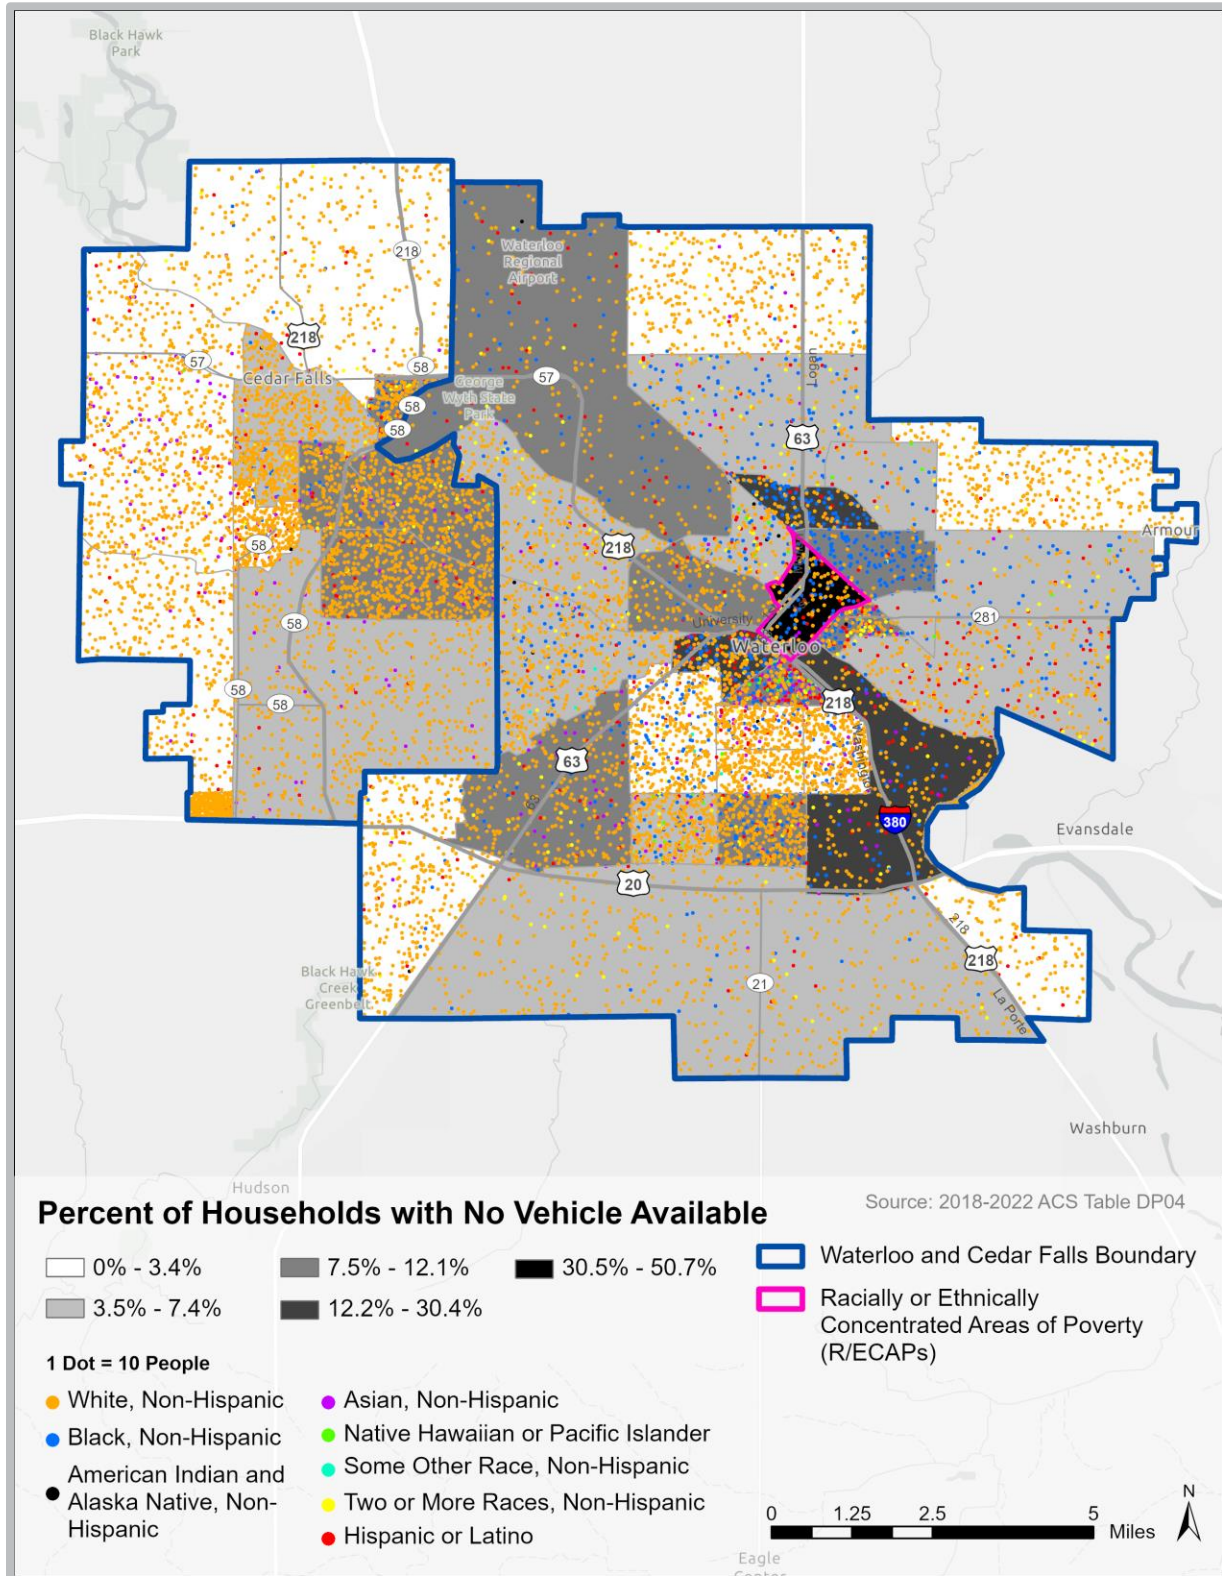 Black Hawk
Park
218
Waterloo
Regional
Airport
218
57
58
Cedar Falls
George
Wyth State
Park
57
58
58
Logan
63
58
218
Armour
58
University
281
Waterloo
58
58
218
Washington
63
63
380
Evansdale
20
218
218
21
La Porte
Black Hawk
Creek
Greenbelt
Washburn
Hudson
Percent of Households with No Vehicle Available
Source: 2018-2022 ACS Table DP04
0% - 3.4%
7.5% - 12.1%
30.5% - 50.7%
3.5% - 7.4%
12.2% - 30.4%
Waterloo and Cedar Falls Boundary
Racially or Ethnically
Concentrated Areas of Poverty
(R/ECAPs)
1 Dot = 10 People
White, Non-Hispanic
Black, Non-Hispanic
American Indian and
Alaska Native, Non-
Hispanic
Asian, Non-Hispanic
Native Hawaiian or Pacific Islander
Some Other Race, Non-Hispanic
Two or More Races, Non-Hispanic
Hispanic or Latino
N
0 1.25 2.5 5
Miles
Eagle
Center